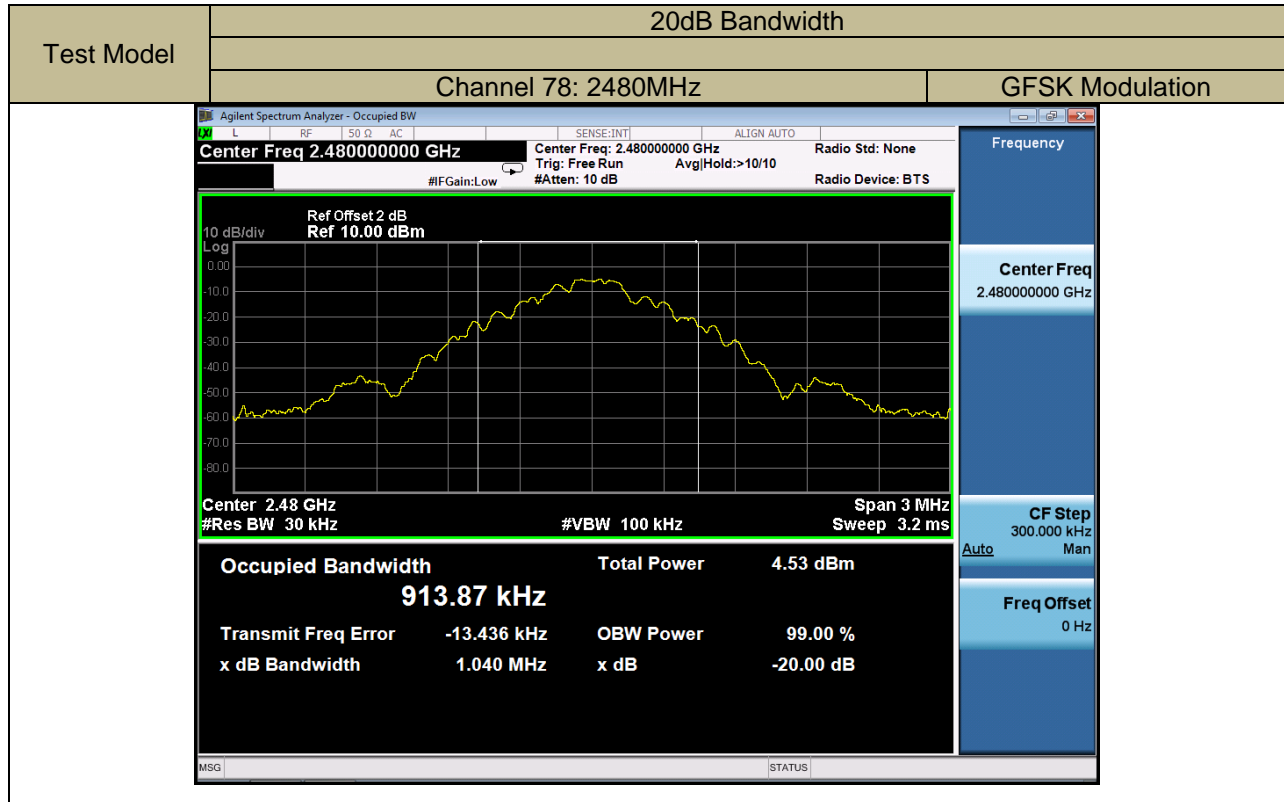 20dB Bandwidth
Test Model
Channel 78: 2480MHz
GFSK Modulation
Agilent Spectrum Analyzer - Occupied BW
LXI L RF 50 Ω AC SENSE:INT ALIGN AUTO
Center Freq 2.480000000 GHz
Center Freq: 2.480000000 GHz
Radio Std: None
Trig: Free Run
Avg|Hold:>10/10
#IFGain:Low
#Atten: 10 dB
Radio Device: BTS
Frequency
Ref Offset 2 dB
10 dB/div
Ref 10.00 dBm
Log
0.00
-10.0
-20.0
-30.0
-40.0
-50.0
-60.0
-70.0
-80.0
Center 2.48 GHz
Span 3 MHz
#Res BW 30 kHz
#VBW 100 kHz
Sweep 3.2 ms
Center Freq
2.480000000 GHz
CF Step
300.000 kHz
Auto Man
Freq Offset
0 Hz
Occupied Bandwidth
Total Power 4.53 dBm
913.87 kHz
Transmit Freq Error -13.436 kHz
OBW Power 99.00 %
x dB Bandwidth 1.040 MHz
x dB -20.00 dB
MSG
STATUS